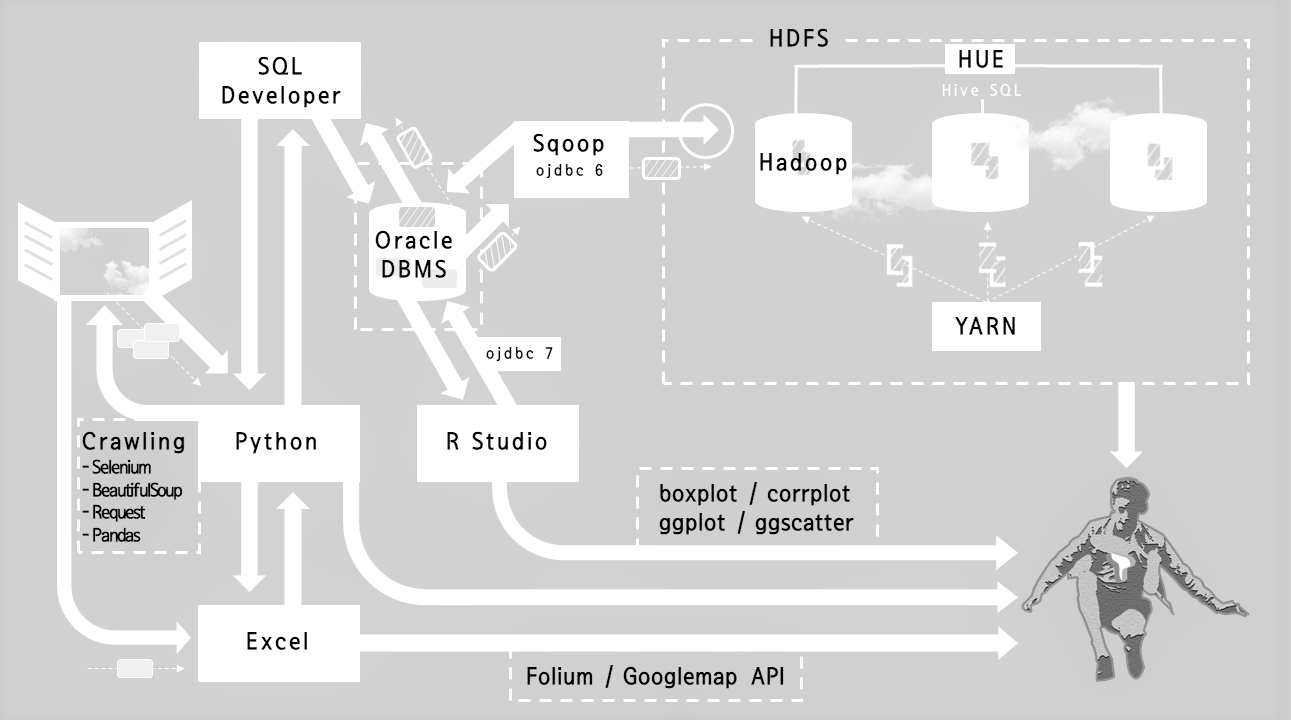 HDFS
SQL
Developer
HUE
Hive SQL
Sqoop
ojdbc 6
Hadoop
Oracle
DBMS
YARN
ojdbc 7
Crawling
- Selenium
- BeautifulSoup
- Request
- Pandas
Python
R Studio
boxplot / corrplot
ggplot / ggscatter
Excel
Folium / Googlemap API